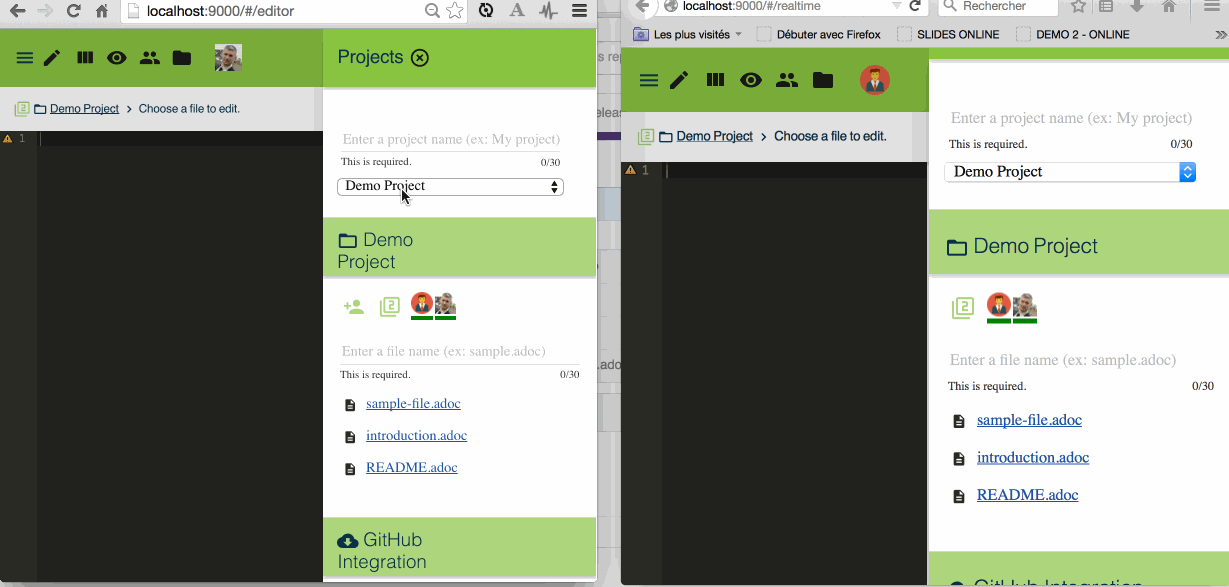 localhost:9000/#/editor
Projects
Demo Project > Choose a file to edit.
1
Enter a project name (ex: My project)
This is required. 0/30
Demo Project
Demo
Project
2
Enter a file name (ex: sample.adoc)
This is required. 0/30
sample-file.adoc
introduction.adoc
README.adoc
GitHub
Integration
.adoc
localhost:9000/#/realtime
Rechercher
Les plus visités
Débuter avec Firefox
SLIDES ONLINE
DEMO 2 - ONLINE
Demo Project > Choose a file to edit.
1
Enter a project name (ex: My project)
This is required. 0/30
Demo Project
Demo Project
2
Enter a file name (ex: sample.adoc)
This is required. 0/30
sample-file.adoc
introduction.adoc
README.adoc
GitHub Integration